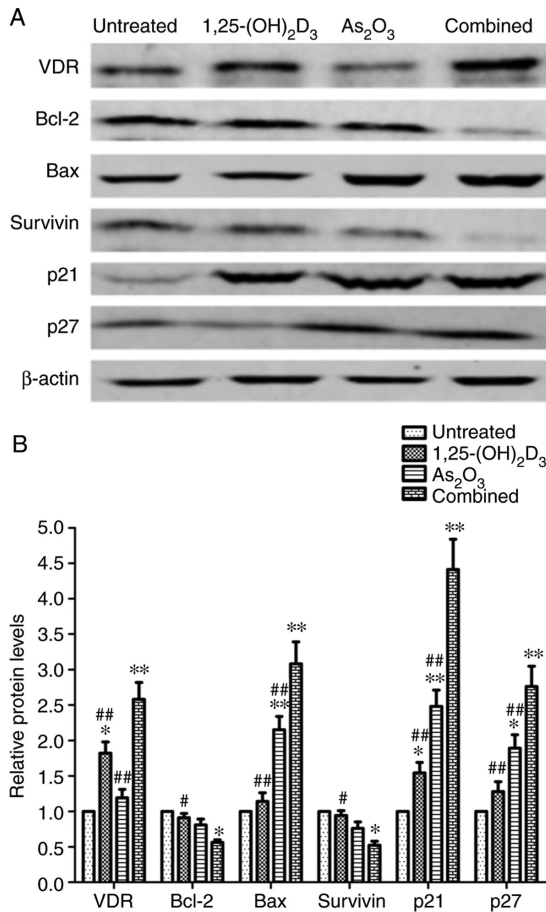 A
Untreated 1,25-(OH)₂D₃ As₂O₃ Combined
VDR
Bcl-2
Bax
Survivin
p21
p27
β-actin
B
Untreated
1,25-(OH)₂D₃
As₂O₃
Combined
Relative protein levels
5.0
4.5
4.0
3.5
3.0
2.5
2.0
1.5
1.0
0.5
0.0
##
*
##
**
#
*
##
##
**
**
#
*
##
*
##
**
**
##
##
*
**
VDR Bcl-2 Bax Survivin p21 p27